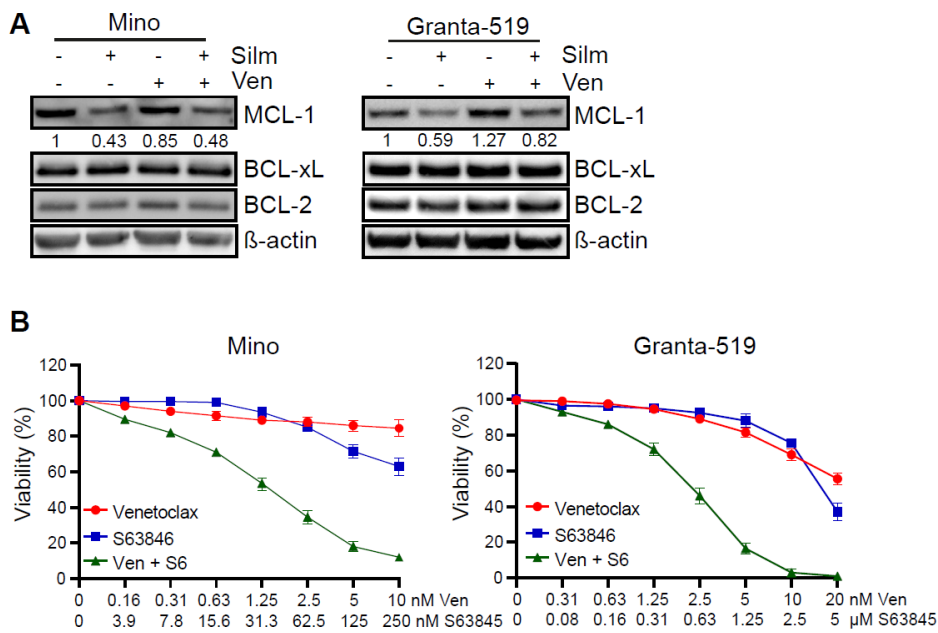 A
Mino
- + - + Silm
- - + + Ven
MCL-1
1 0.43 0.85 0.48
BCL-xL
BCL-2
ß-actin
Granta-519
- + - + Silm
- - + + Ven
MCL-1
1 0.59 1.27 0.82
BCL-xL
BCL-2
ß-actin
B
Mino
Viability (%)
120
100
80
60
40
20
0
Venetoclax
S63846
Ven + S6
0 0.16 0.31 0.63 1.25 2.5 5 10 nM Ven
0 3.9 7.8 15.6 31.3 62.5 125 250 nM S63845
Granta-519
Viability (%)
120
100
80
60
40
20
0
Venetoclax
S63846
Ven + S6
0 0.31 0.63 1.25 2.5 5 10 20 nM Ven
0 0.08 0.16 0.31 0.63 1.25 2.5 5 µM S63845